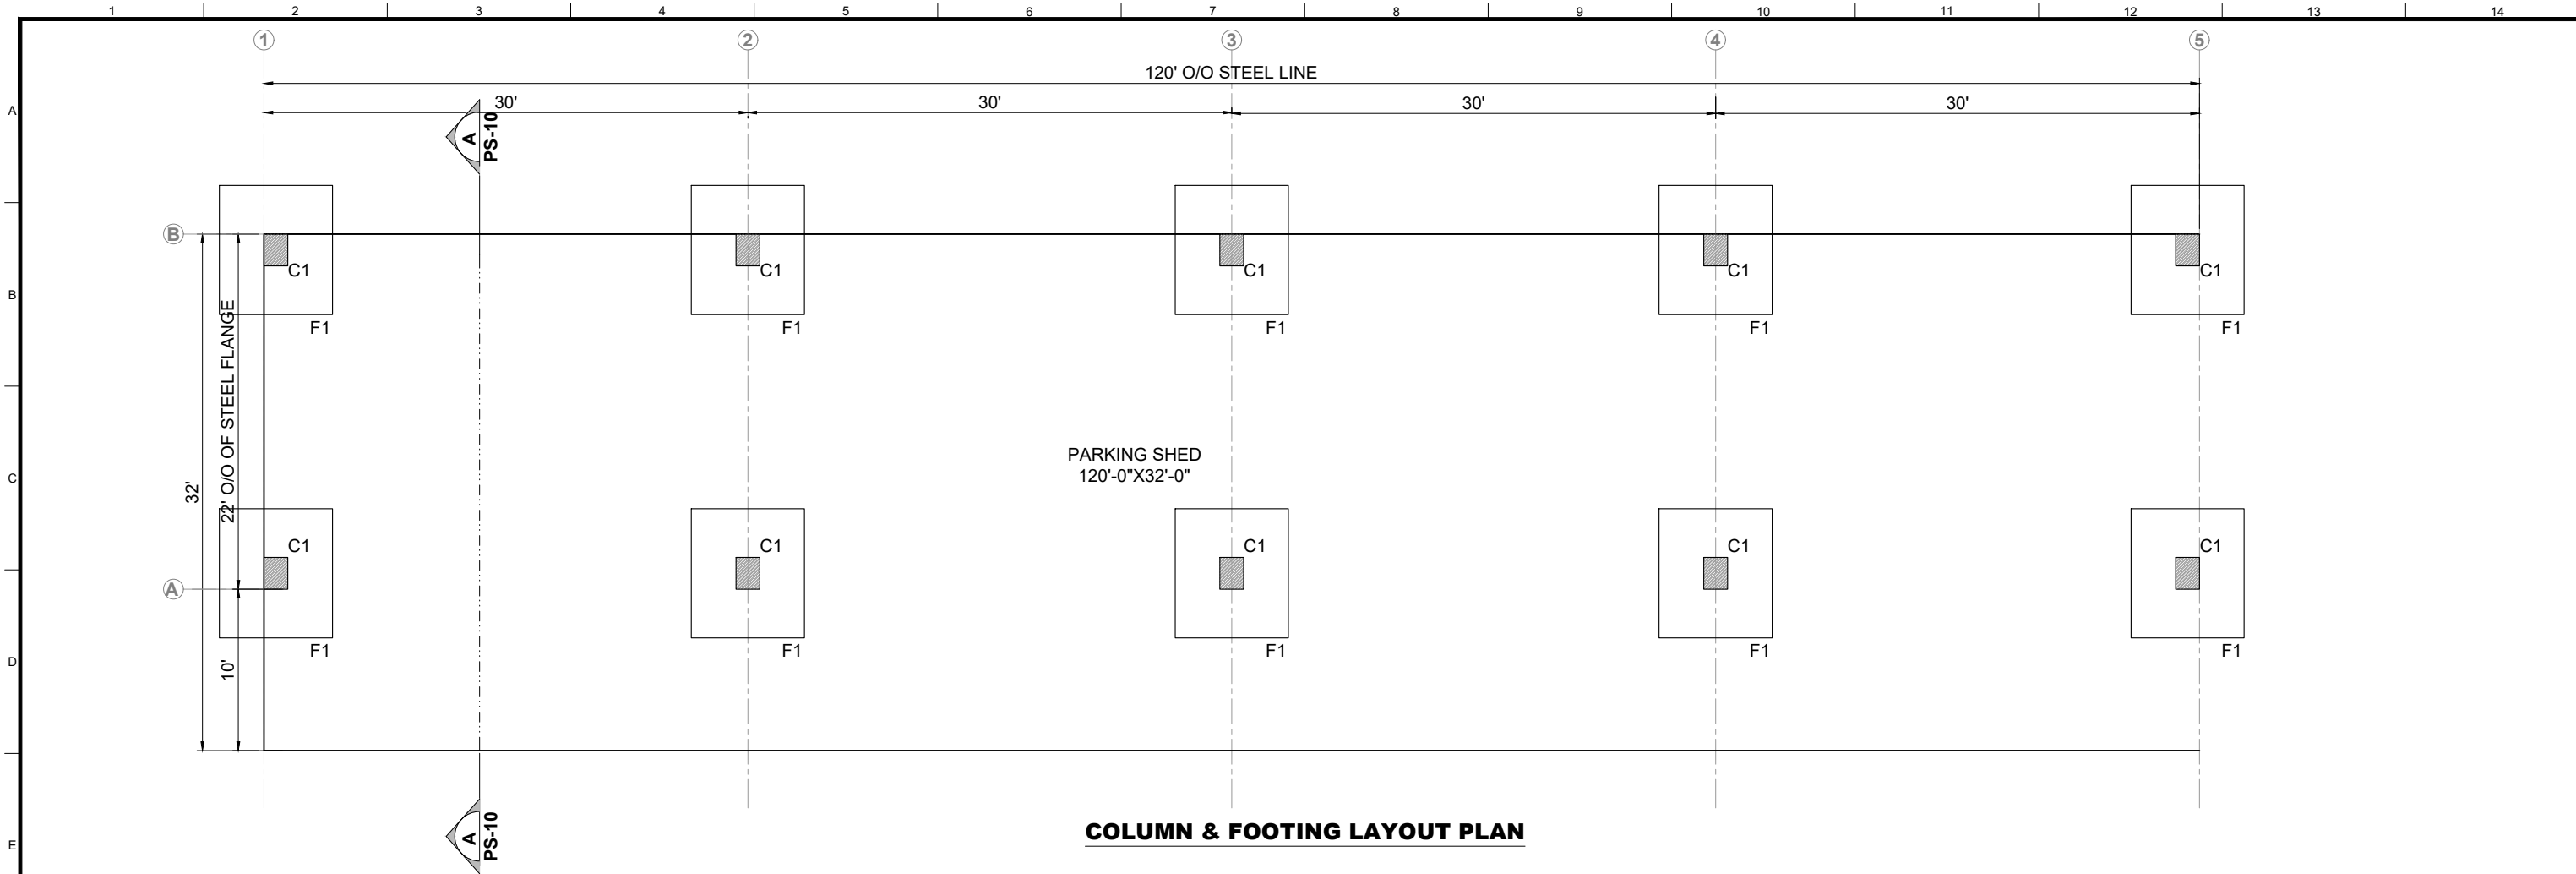 1 2 3 4 5 6 7 8 9 10 11 12 13 14
1 2 3 4 5
120' O/O STEEL LINE
30' 30' 30' 30'
A
A
PS-10
B
C1 C1 C1 C1 C1
B
F1 F1 F1 F1 F1
22' O/O OF STEEL FLANGE
32'
PARKING SHED
120'-0"X32'-0"
C
C1 C1 C1 C1 C1
A
F1 F1 F1 F1 F1
10'
D
COLUMN & FOOTING LAYOUT PLAN
A
PS-10
E